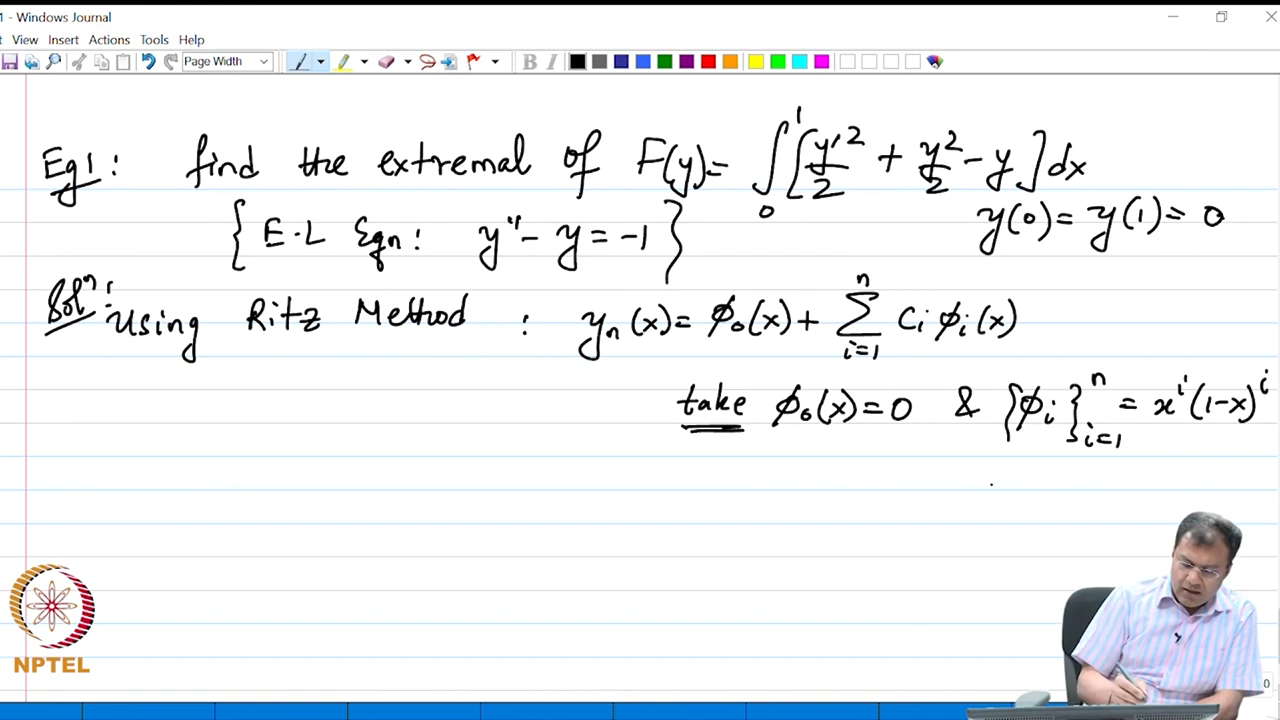 1 - Windows Journal
t View Insert Actions Tools Help
Page Width
B I
Eg1: find the extremal of F(y) = ∫₀¹ [y'²/2 + y²/2 - y] dx
{ E·L Eqn: y'' - y = -1 } y(0) = y(1) = 0
Solⁿ: Using Ritz Method : yₙ(x) = φ₀(x) + Σᵢ₌₁ⁿ cᵢ φᵢ(x)
take φ₀(x) = 0 & {φᵢ}ᵢ₌₁ⁿ = xⁱ(1-x)ⁱ
NPTEL
0